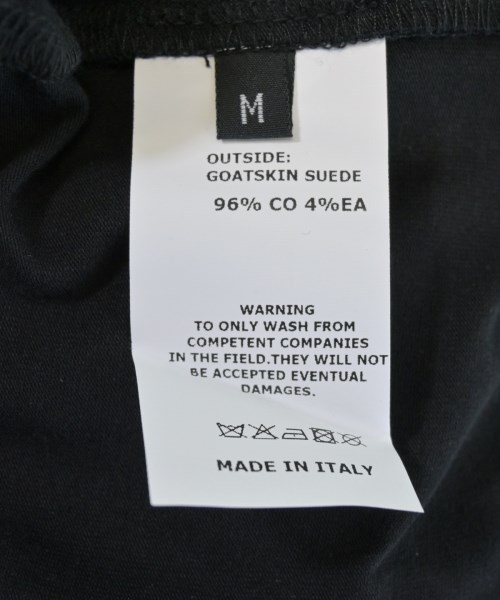 M
OUTSIDE:
GOATSKIN SUEDE
96% CO 4%EA
WARNING
TO ONLY WASH FROM
COMPETENT COMPANIES
IN THE FIELD.THEY WILL NOT
BE ACCEPTED EVENTUAL
DAMAGES.
MADE IN ITALY